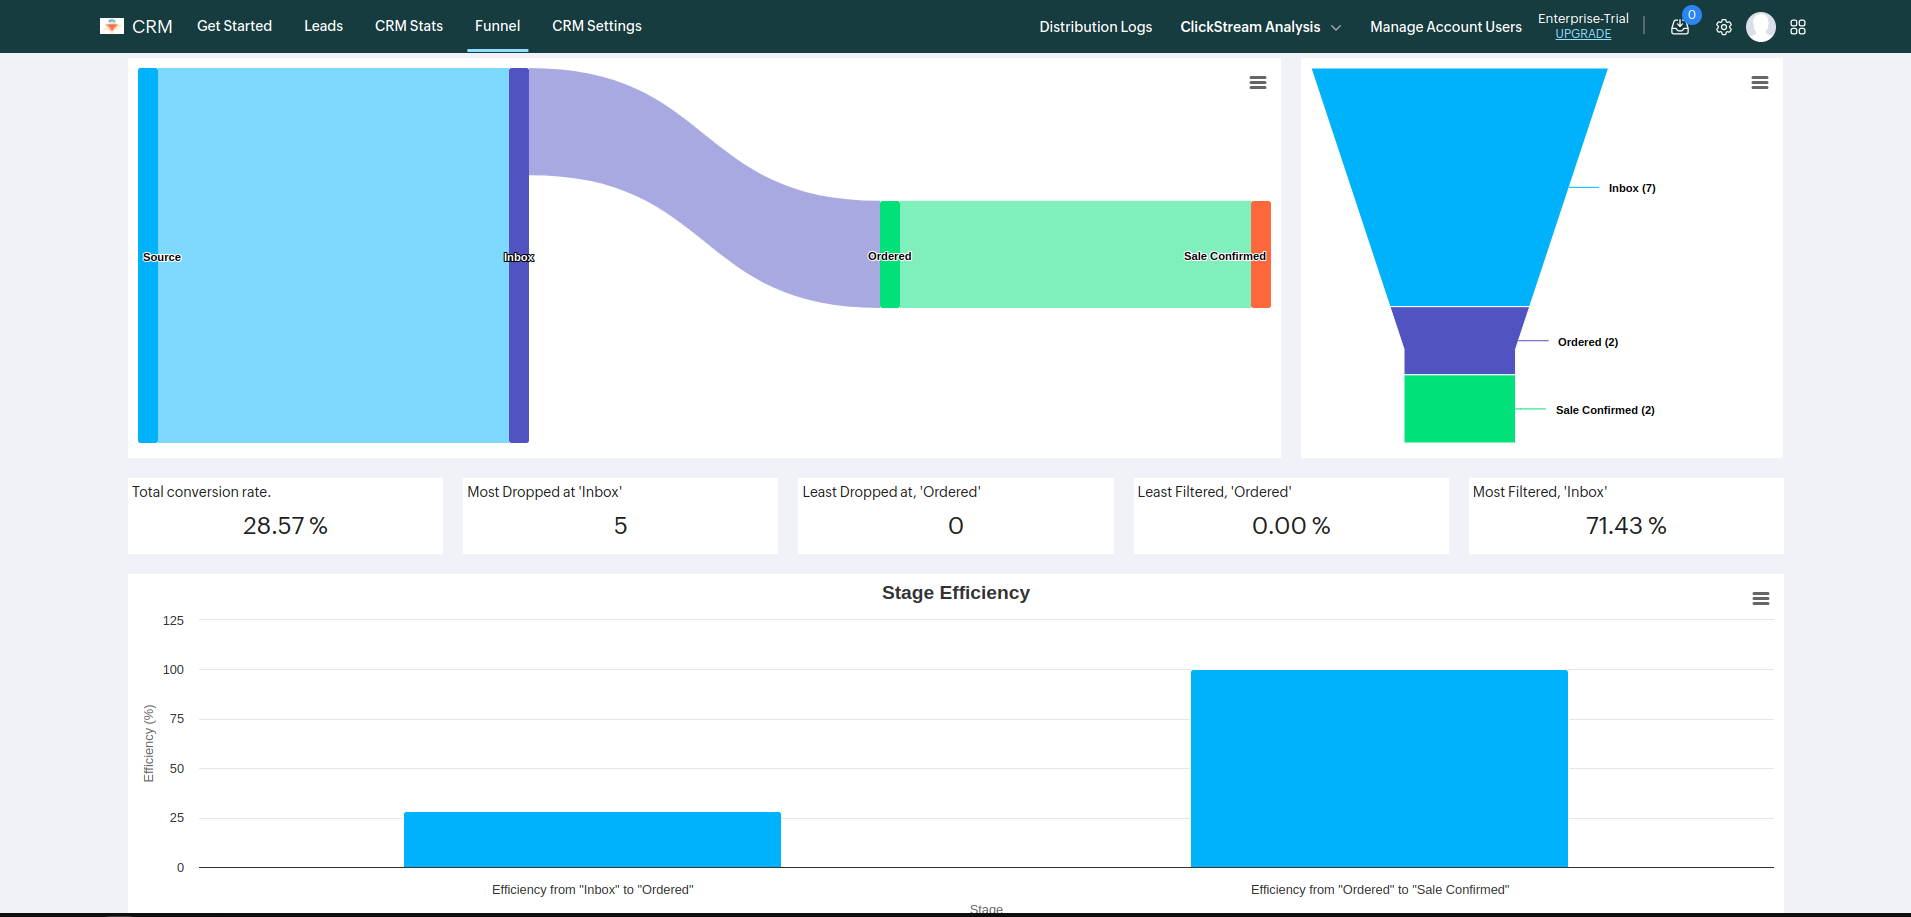 CRM
Get Started
Leads
CRM Stats
Funnel
CRM Settings
Distribution Logs
ClickStream Analysis
Manage Account Users
Enterprise-Trial
UPGRADE
0
Source
Inbox
Ordered
Sale Confirmed
Inbox (7)
Ordered (2)
Sale Confirmed (2)
Total conversion rate.
28.57 %
Most Dropped at 'Inbox'
5
Least Dropped at, 'Ordered'
0
Least Filtered, 'Ordered'
0.00 %
Most Filtered, 'Inbox'
71.43 %
Stage Efficiency
125
100
75
50
25
0
Efficiency (%)
Efficiency from "Inbox" to "Ordered"
Efficiency from "Ordered" to "Sale Confirmed"
Stage